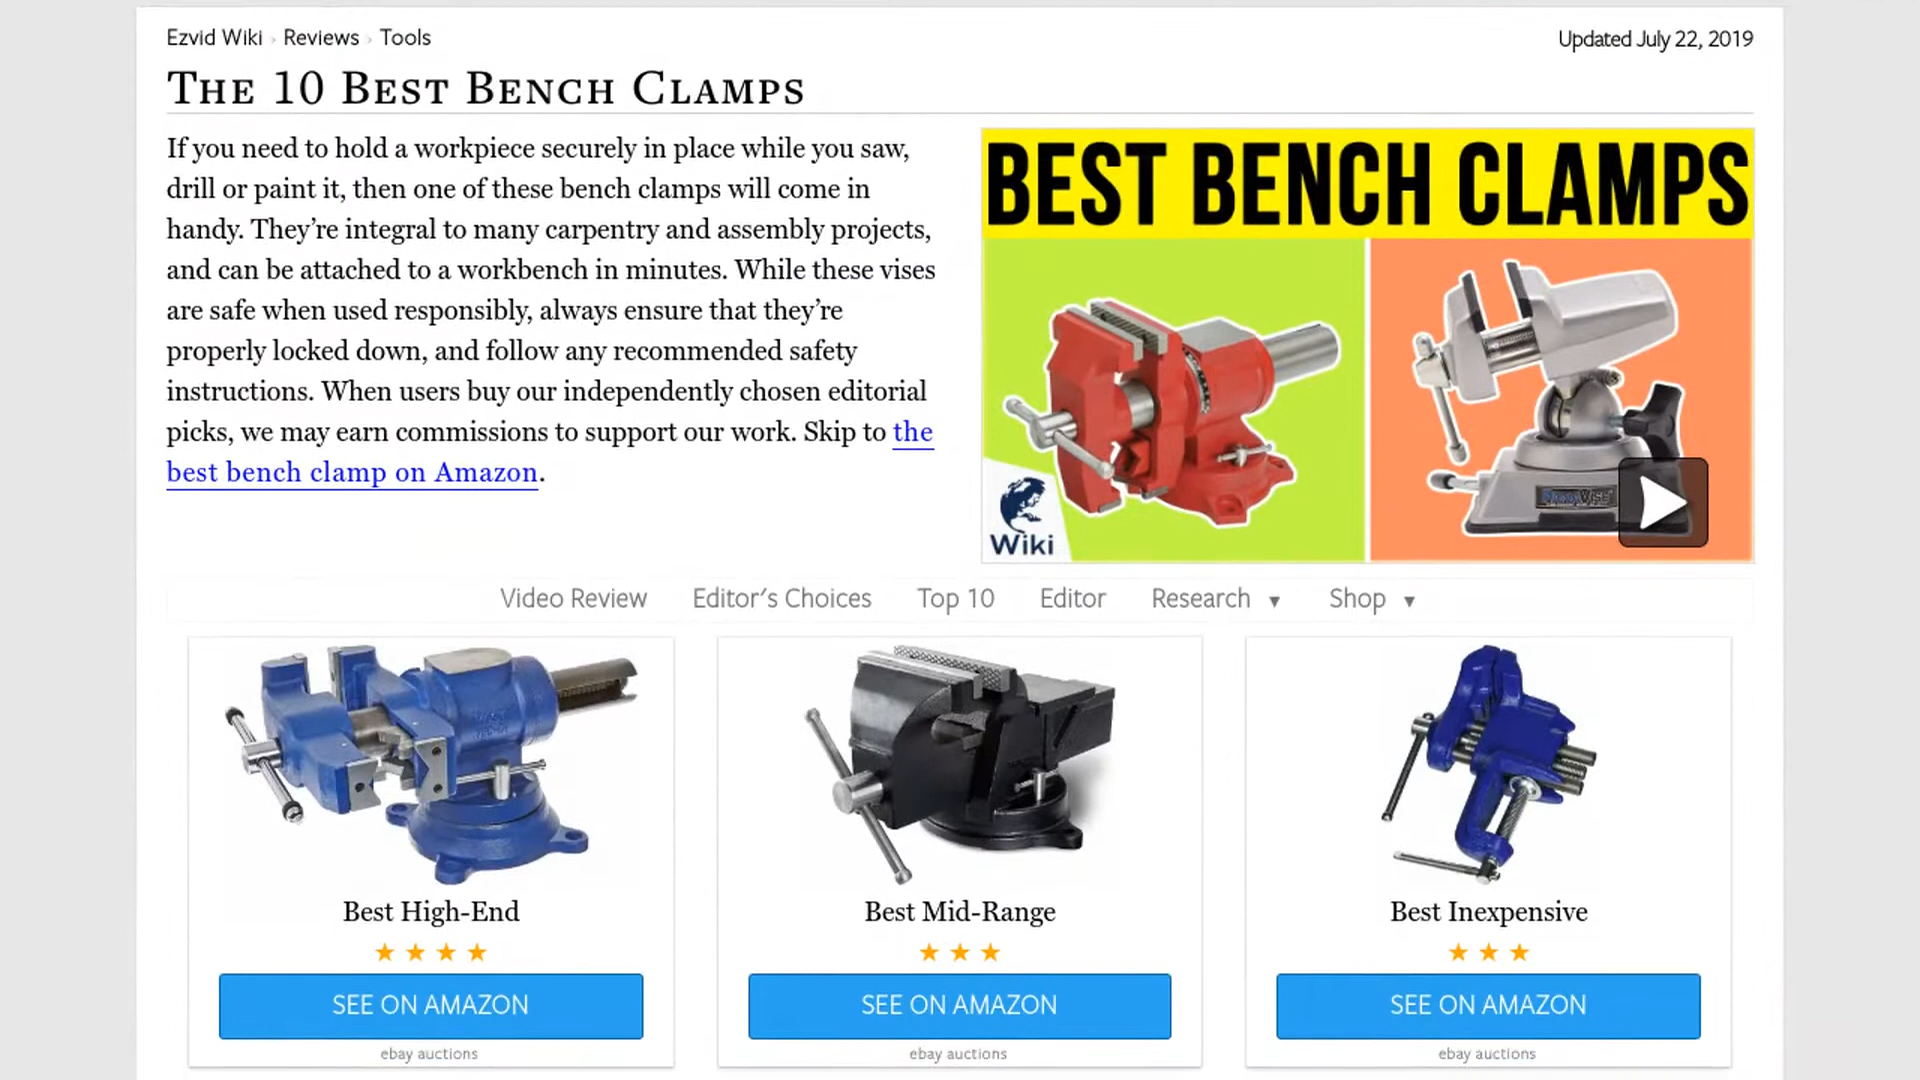 Ezvid Wiki › Reviews › Tools
Updated July 22, 2019
The 10 Best Bench Clamps
If you need to hold a workpiece securely in place while you saw,
drill or paint it, then one of these bench clamps will come in
handy. They’re integral to many carpentry and assembly projects,
and can be attached to a workbench in minutes. While these vises
are safe when used responsibly, always ensure that they’re
properly locked down, and follow any recommended safety
instructions. When users buy our independently chosen editorial
picks, we may earn commissions to support our work. Skip to the
best bench clamp on Amazon.
BEST BENCH CLAMPS
Wiki
Video Review Editor’s Choices Top 10 Editor Research ▼ Shop ▼
Best High-End
Best Mid-Range
Best Inexpensive
SEE ON AMAZON
SEE ON AMAZON
SEE ON AMAZON
ebay auctions
ebay auctions
ebay auctions